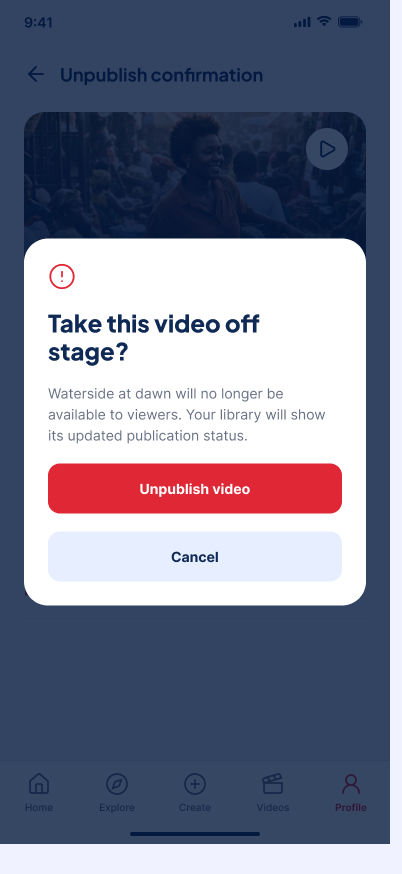 9:41
Unpublish confirmation
Take this video off
stage?
Waterside at dawn will no longer be
available to viewers. Your library will show
its updated publication status.
Unpublish video
Cancel
Home
Explore
Create
Videos
Profile